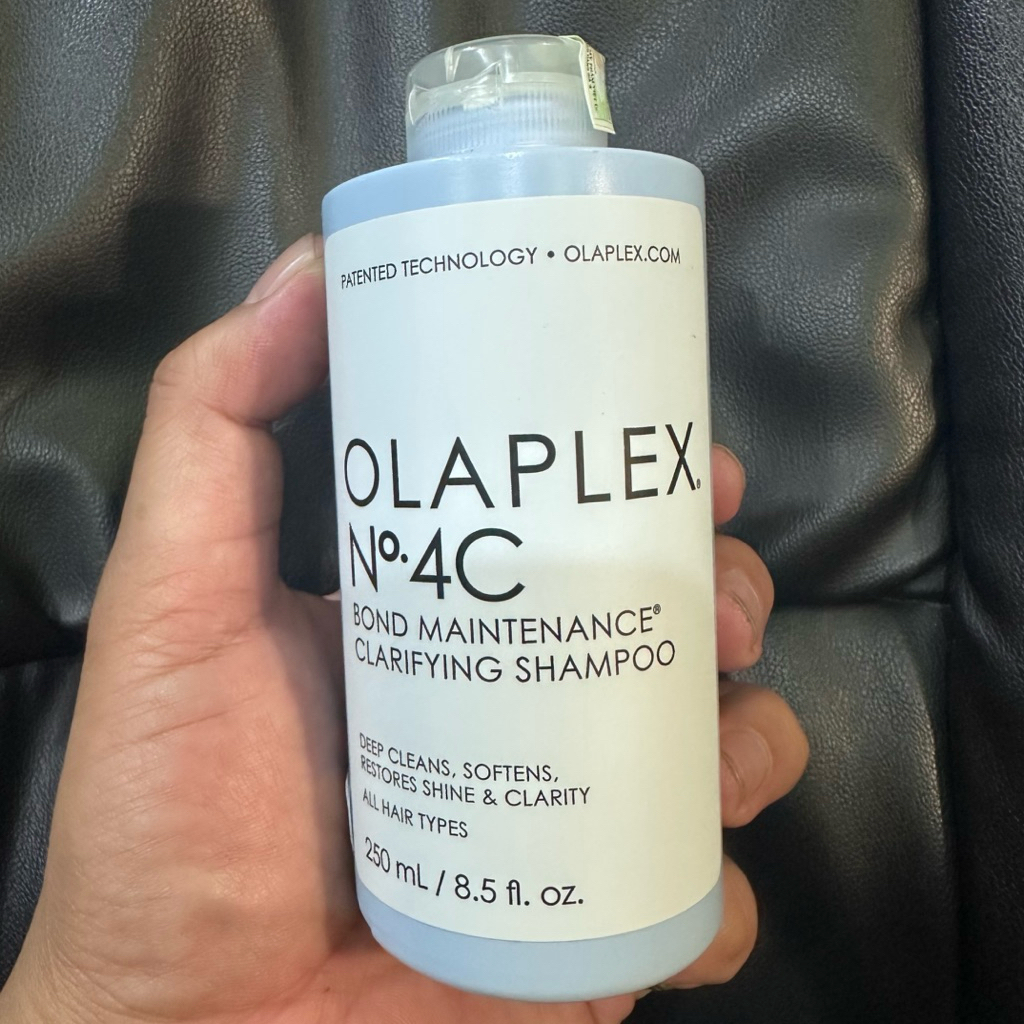 PATENTED TECHNOLOGY • OLAPLEX.COM
OLAPLEX.
Nº.4C
BOND MAINTENANCE®
CLARIFYING SHAMPOO
DEEP CLEANS, SOFTENS,
RESTORES SHINE & CLARITY
ALL HAIR TYPES
250 mL / 8.5 fl. oz.